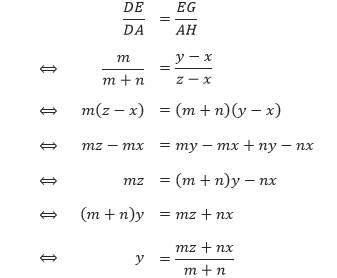 DE/DA = EG/AH
⇔ m/(m + n) = (y − x)/(z − x)
⇔ m(z − x) = (m + n)(y − x)
⇔ mz − mx = my − mx + ny − nx
⇔ mz = (m + n)y − nx
⇔ (m + n)y = mz + nx
⇔ y = (mz + nx)/(m + n)